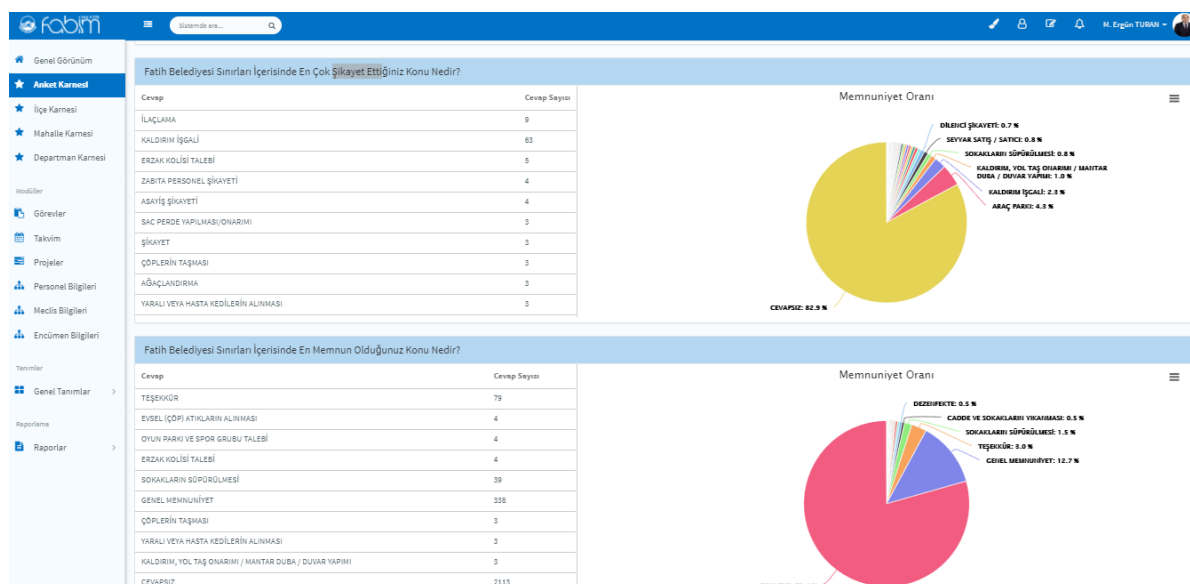 fabim
Sistemde ara...
M. Ergün TURAN
Genel Görünüm
Anket Karnesi
İlçe Karnesi
Mahalle Karnesi
Departman Karnesi
Modüller
Görevler
Takvim
Projeler
Personel Bilgileri
Meclis Bilgileri
Encümen Bilgileri
Tanımlar
Genel Tanımlar
Raporlama
Raporlar
Fatih Belediyesi Sınırları İçerisinde En Çok Şikayet Ettiğiniz Konu Nedir?
Cevap Cevap Sayısı
İLAÇLAMA 9
KALDIRIM İŞGALİ 63
ERZAK KOLİSİ TALEBİ 5
ZABITA PERSONEL ŞİKAYETİ 4
ASAYİŞ ŞİKAYETİ 4
SAC PERDE YAPILMASI/ONARIMI 3
ŞİKAYET 3
ÇÖPLERİN TAŞMASI 3
AĞAÇLANDIRMA 3
YARALI VEYA HASTA KEDİLERİN ALINMASI 3
Memnuniyet Oranı
DİLENCİ ŞİKAYETİ: 0.7 %
SEYYAR SATIŞ / SATICI: 0.8 %
SOKAKLARIN SÜPÜRÜLMESİ: 0.8 %
KALDIRIM, YOL TAŞ ONARIMI / MANTAR
DUBA / DUVAR YAPIMI: 1.0 %
KALDIRIM İŞGALİ: 2.3 %
ARAÇ PARKI: 4.3 %
CEVAPSIZ: 82.9 %
Fatih Belediyesi Sınırları İçerisinde En Memnun Olduğunuz Konu Nedir?
Cevap Cevap Sayısı
TEŞEKKÜR 79
EVSEL (ÇÖP) ATIKLARIN ALINMASI 4
OYUN PARKI VE SPOR GRUBU TALEBİ 4
ERZAK KOLİSİ TALEBİ 4
SOKAKLARIN SÜPÜRÜLMESİ 39
GENEL MEMNUNİYET 338
ÇÖPLERİN TAŞMASI 3
YARALI VEYA HASTA KEDİLERİN ALINMASI 3
KALDIRIM, YOL TAŞ ONARIMI / MANTAR DUBA / DUVAR YAPIMI 3
CEVAPSIZ 2113
Memnuniyet Oranı
DEZENFEKTE: 0.5 %
CADDE VE SOKAKLARIN YIKANMASI: 0.5 %
SOKAKLARIN SÜPÜRÜLMESİ: 1.5 %
TEŞEKKÜR: 3.0 %
GENEL MEMNUNİYET: 12.7 %